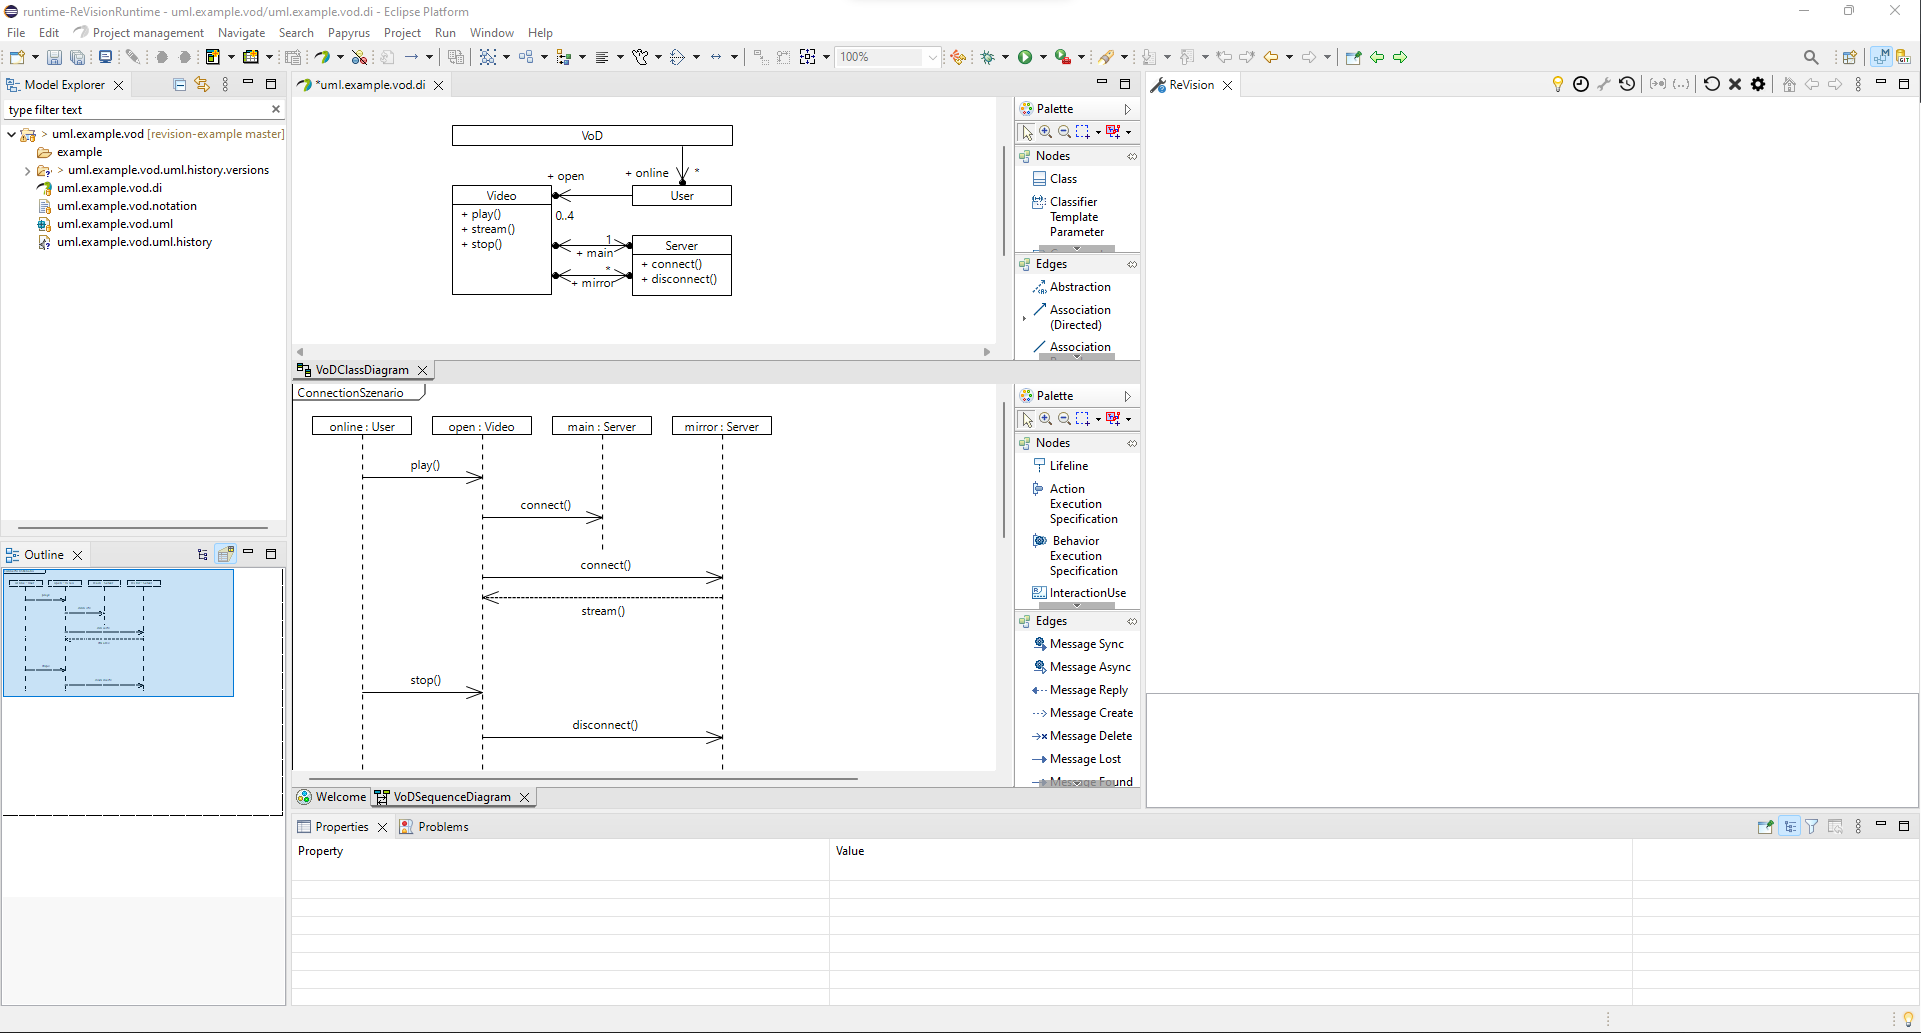 runtime-ReVisionRuntime - uml.example.vod/uml.example.vod.di - Eclipse Platform
File Edit Project management Navigate Search Papyrus Project Run Window Help
100%
Model Explorer
type filter text
> uml.example.vod [revision-example master]
example
> uml.example.vod.uml.history.versions
uml.example.vod.di
uml.example.vod.notation
uml.example.vod.uml
uml.example.vod.uml.history
Outline
*uml.example.vod.di
VoD
+ online
*
+ open
Video
User
+ play()
+ stream()
+ stop()
0..4
1
+ main
*
+ mirror
Server
+ connect()
+ disconnect()
Palette
Nodes
Class
Classifier
Template
Parameter
Edges
Abstraction
Association
(Directed)
Association
VoDClassDiagram
ConnectionSzenario
online : User
open : Video
main : Server
mirror : Server
play()
connect()
connect()
stream()
stop()
disconnect()
Palette
Nodes
Lifeline
Action
Execution
Specification
Behavior
Execution
Specification
InteractionUse
Edges
Message Sync
Message Async
Message Reply
Message Create
Message Delete
Message Lost
Message Found
Welcome
VoDSequenceDiagram
ReVision
Properties
Problems
Property
Value